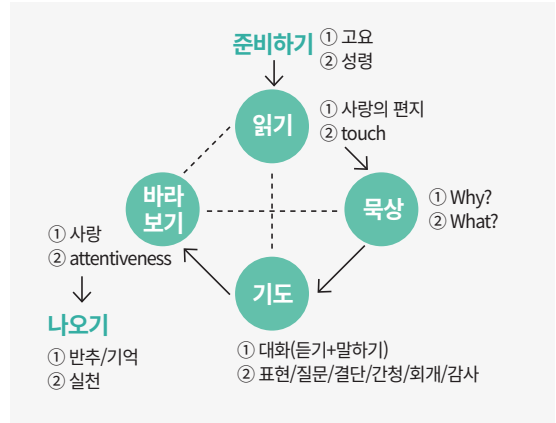 준비하기
① 고요
② 성령
읽기
① 사랑의 편지
② touch
묵상
① Why?
② What?
기도
① 대화(듣기+말하기)
② 표현/질문/결단/간청/회개/감사
바라
보기
① 사랑
② attentiveness
나오기
① 반추/기억
② 실천